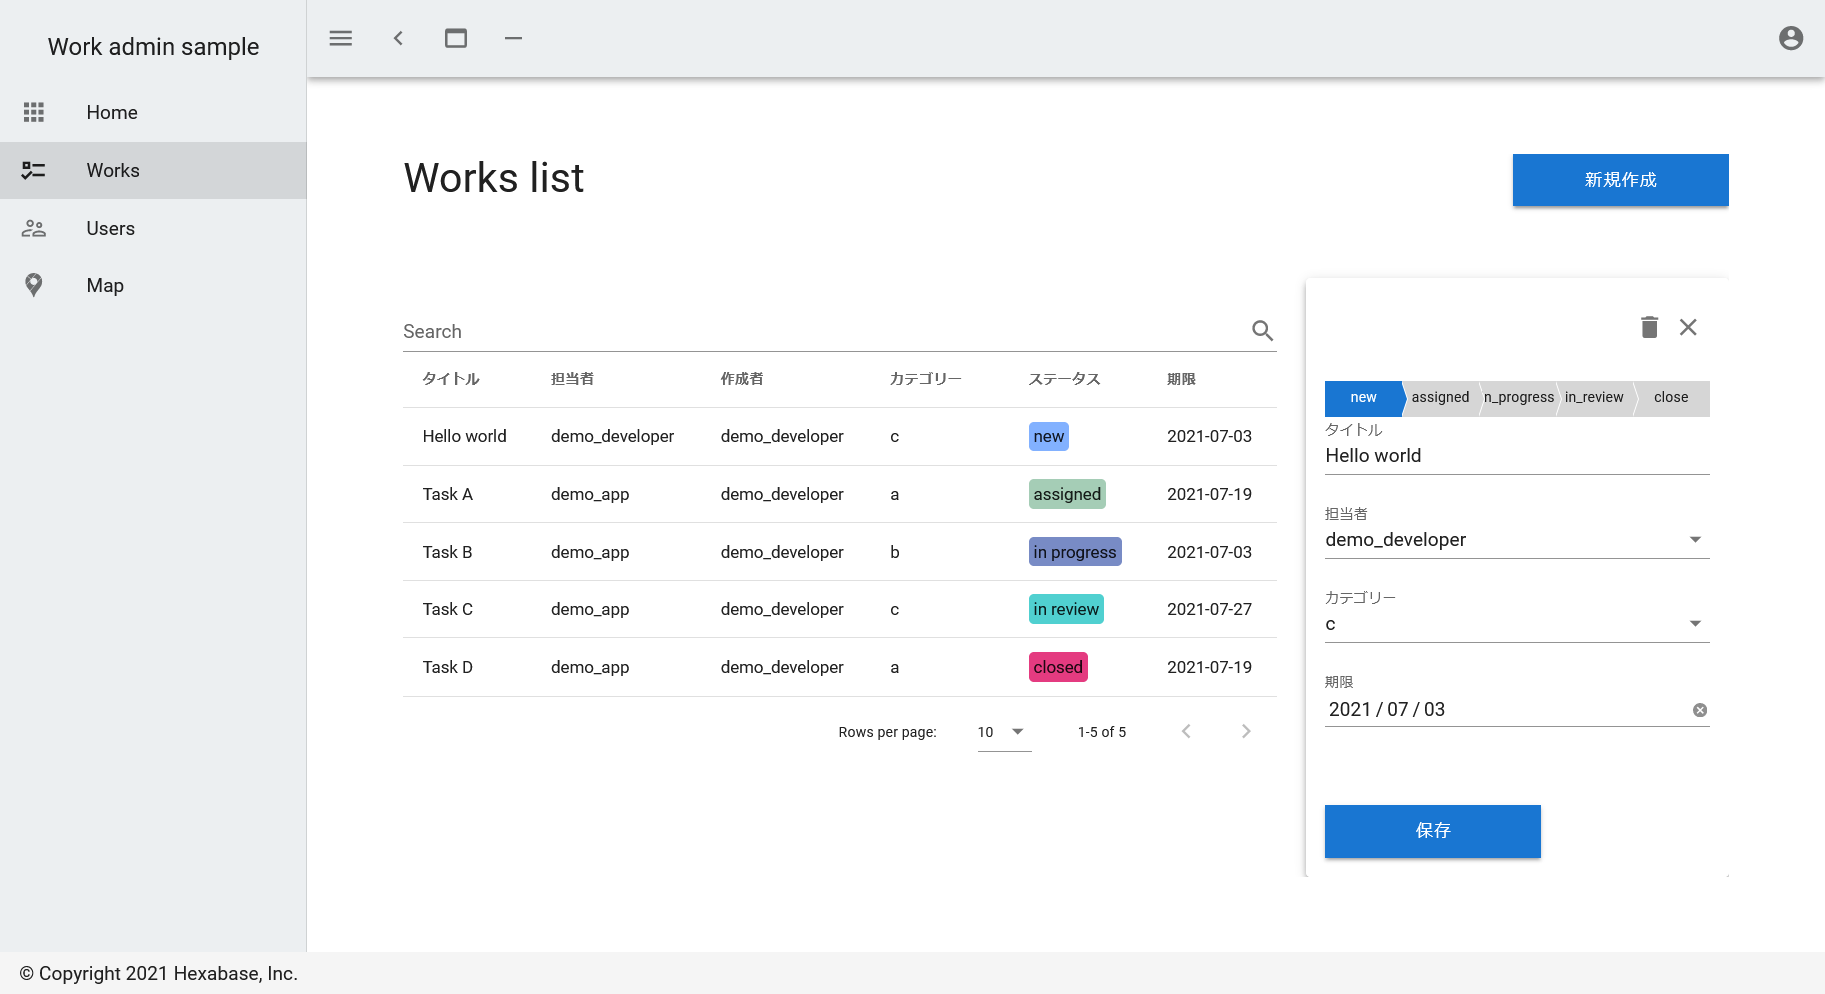 Work admin sample
Home
Works
Users
Map
Works list
新規作成
Search
タイトル 担当者 作成者 カテゴリー ステータス 期限
Hello world demo_developer demo_developer c new 2021-07-03
Task A demo_app demo_developer a assigned 2021-07-19
Task B demo_app demo_developer b in progress 2021-07-03
Task C demo_app demo_developer c in review 2021-07-27
Task D demo_app demo_developer a closed 2021-07-19
Rows per page: 10 1-5 of 5
new assigned n_progress in_review close
タイトル
Hello world
担当者
demo_developer
カテゴリー
c
期限
2021 / 07 / 03
保存
© Copyright 2021 Hexabase, Inc.